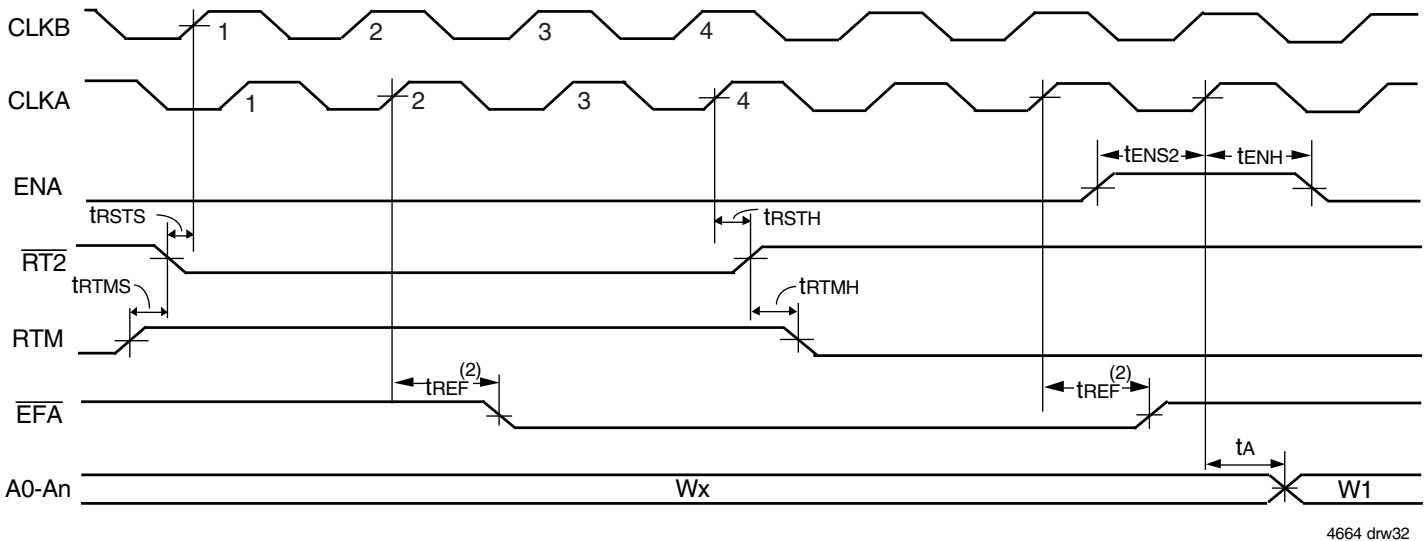 CLKB 1 2 3 4
CLKA 1 2 3 4
tENS2 tENH
ENA
tRSTS tRSTH
RT2
tRTMS tRTMH
RTM
tREF(2) tREF(2)
EFA
tA
A0-An Wx W1
4664 drw32